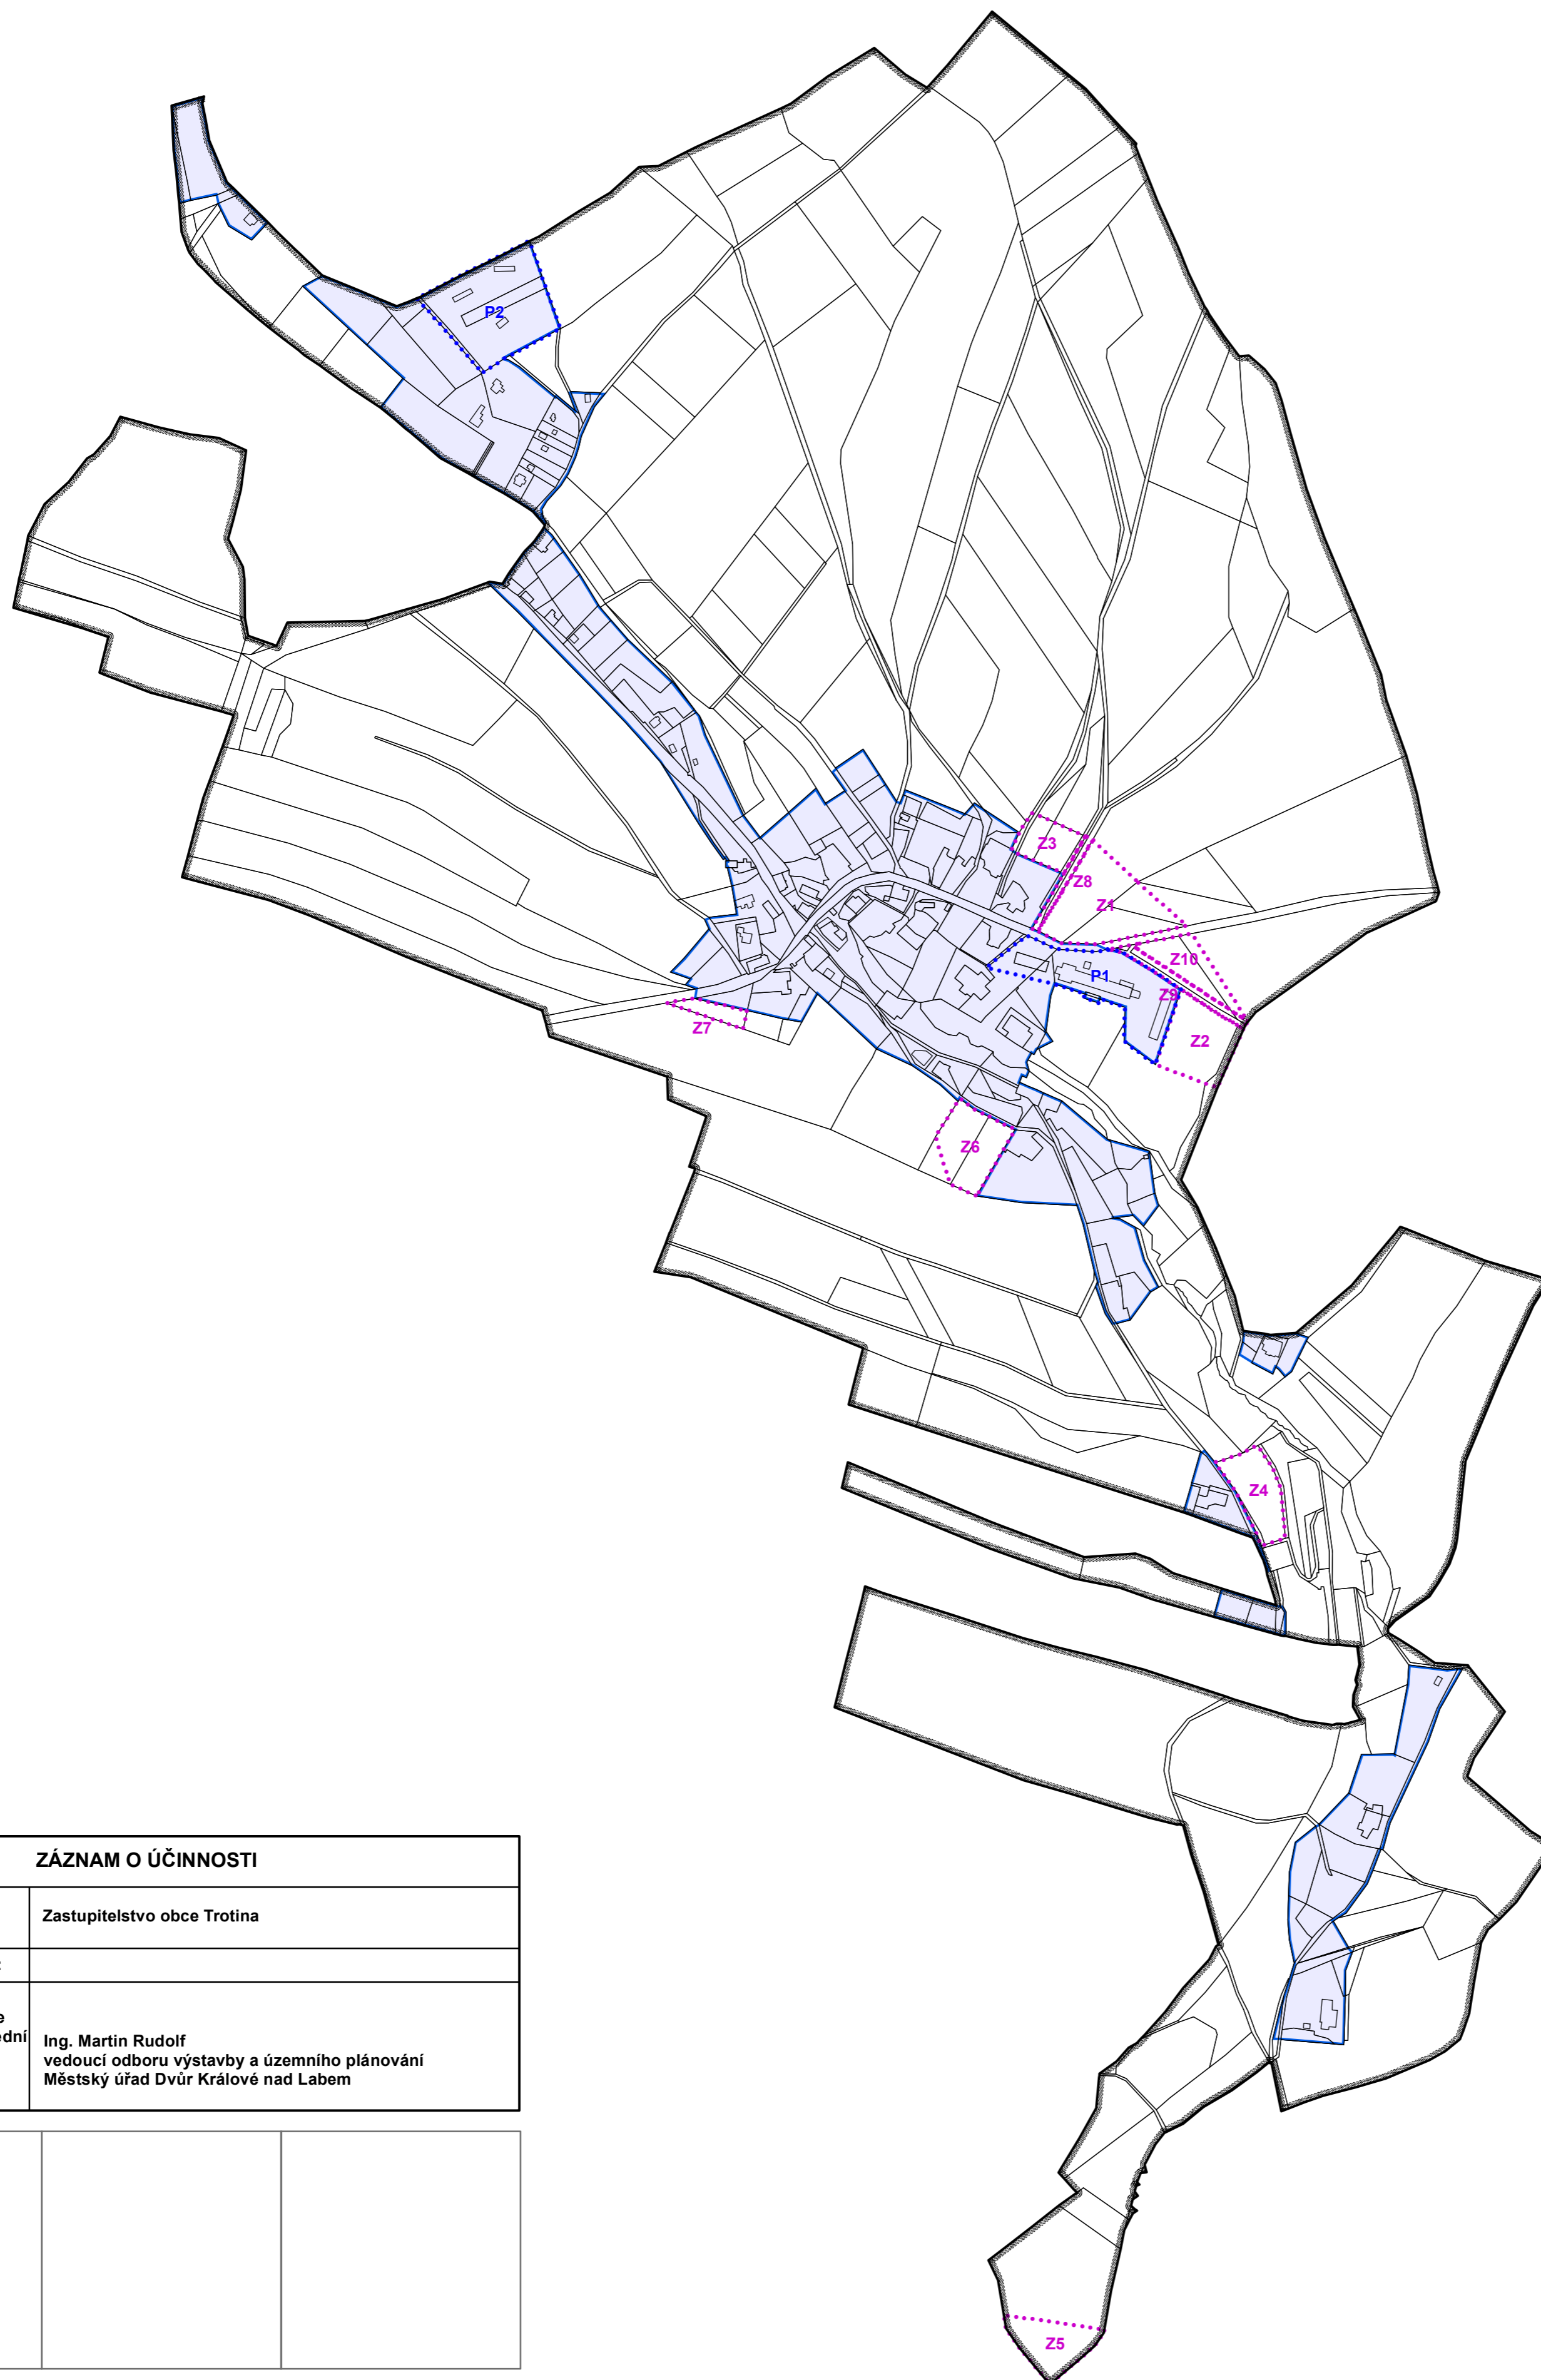 P2
Z3
Z8
Z1
Z10
P1
Z9
Z2
Z7
Z6
Z4
ZÁZNAM O ÚČINNOSTI
Zastupitelstvo obce Trotina
:
e
ední
Ing. Martin Rudolf
vedoucí odboru výstavby a územního plánování
Městský úřad Dvůr Králové nad Labem
Z5